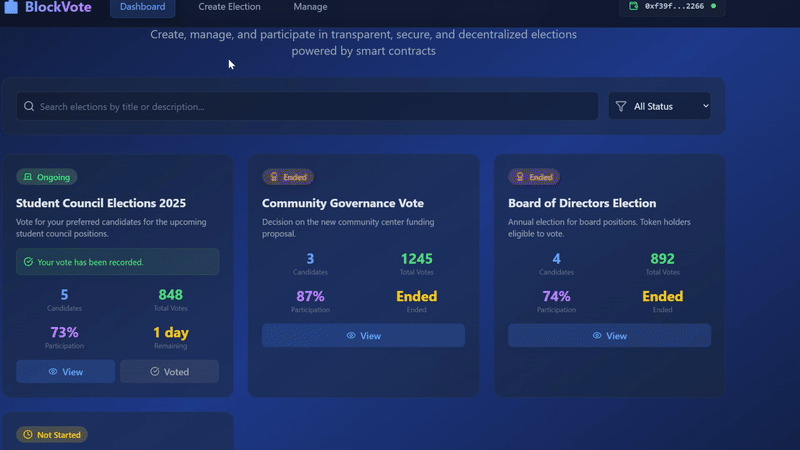 BlockVote
Dashboard
Create Election
Manage
0xf39f...2266
Create, manage, and participate in transparent, secure, and decentralized elections
powered by smart contracts
Search elections by title or description...
All Status
Ongoing
Student Council Elections 2025
Vote for your preferred candidates for the upcoming
student council positions.
Your vote has been recorded.
5
Candidates
848
Total Votes
73%
Participation
1 day
Remaining
View
Voted
Ended
Community Governance Vote
Decision on the new community center funding
proposal.
3
Candidates
1245
Total Votes
87%
Participation
Ended
Ended
View
Ended
Board of Directors Election
Annual election for board positions. Token holders
eligible to vote.
4
Candidates
892
Total Votes
74%
Participation
Ended
Ended
View
Not Started